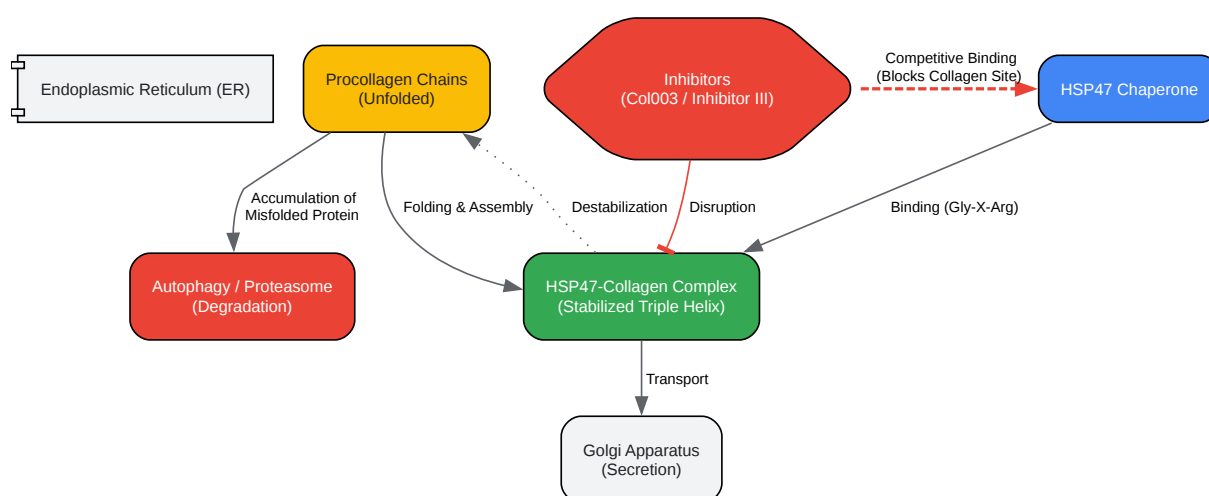 Endoplasmic Reticulum (ER)
Procollagen Chains
(Unfolded)
Inhibitors
(Col003 / Inhibitor III)
Competitive Binding
(Blocks Collagen Site)
HSP47 Chaperone
Accumulation of
Misfolded Protein
Folding & Assembly
Destabilization
Disruption
Binding (Gly-X-Arg)
Autophagy / Proteasome
(Degradation)
HSP47-Collagen Complex
(Stabilized Triple Helix)
Transport
Golgi Apparatus
(Secretion)